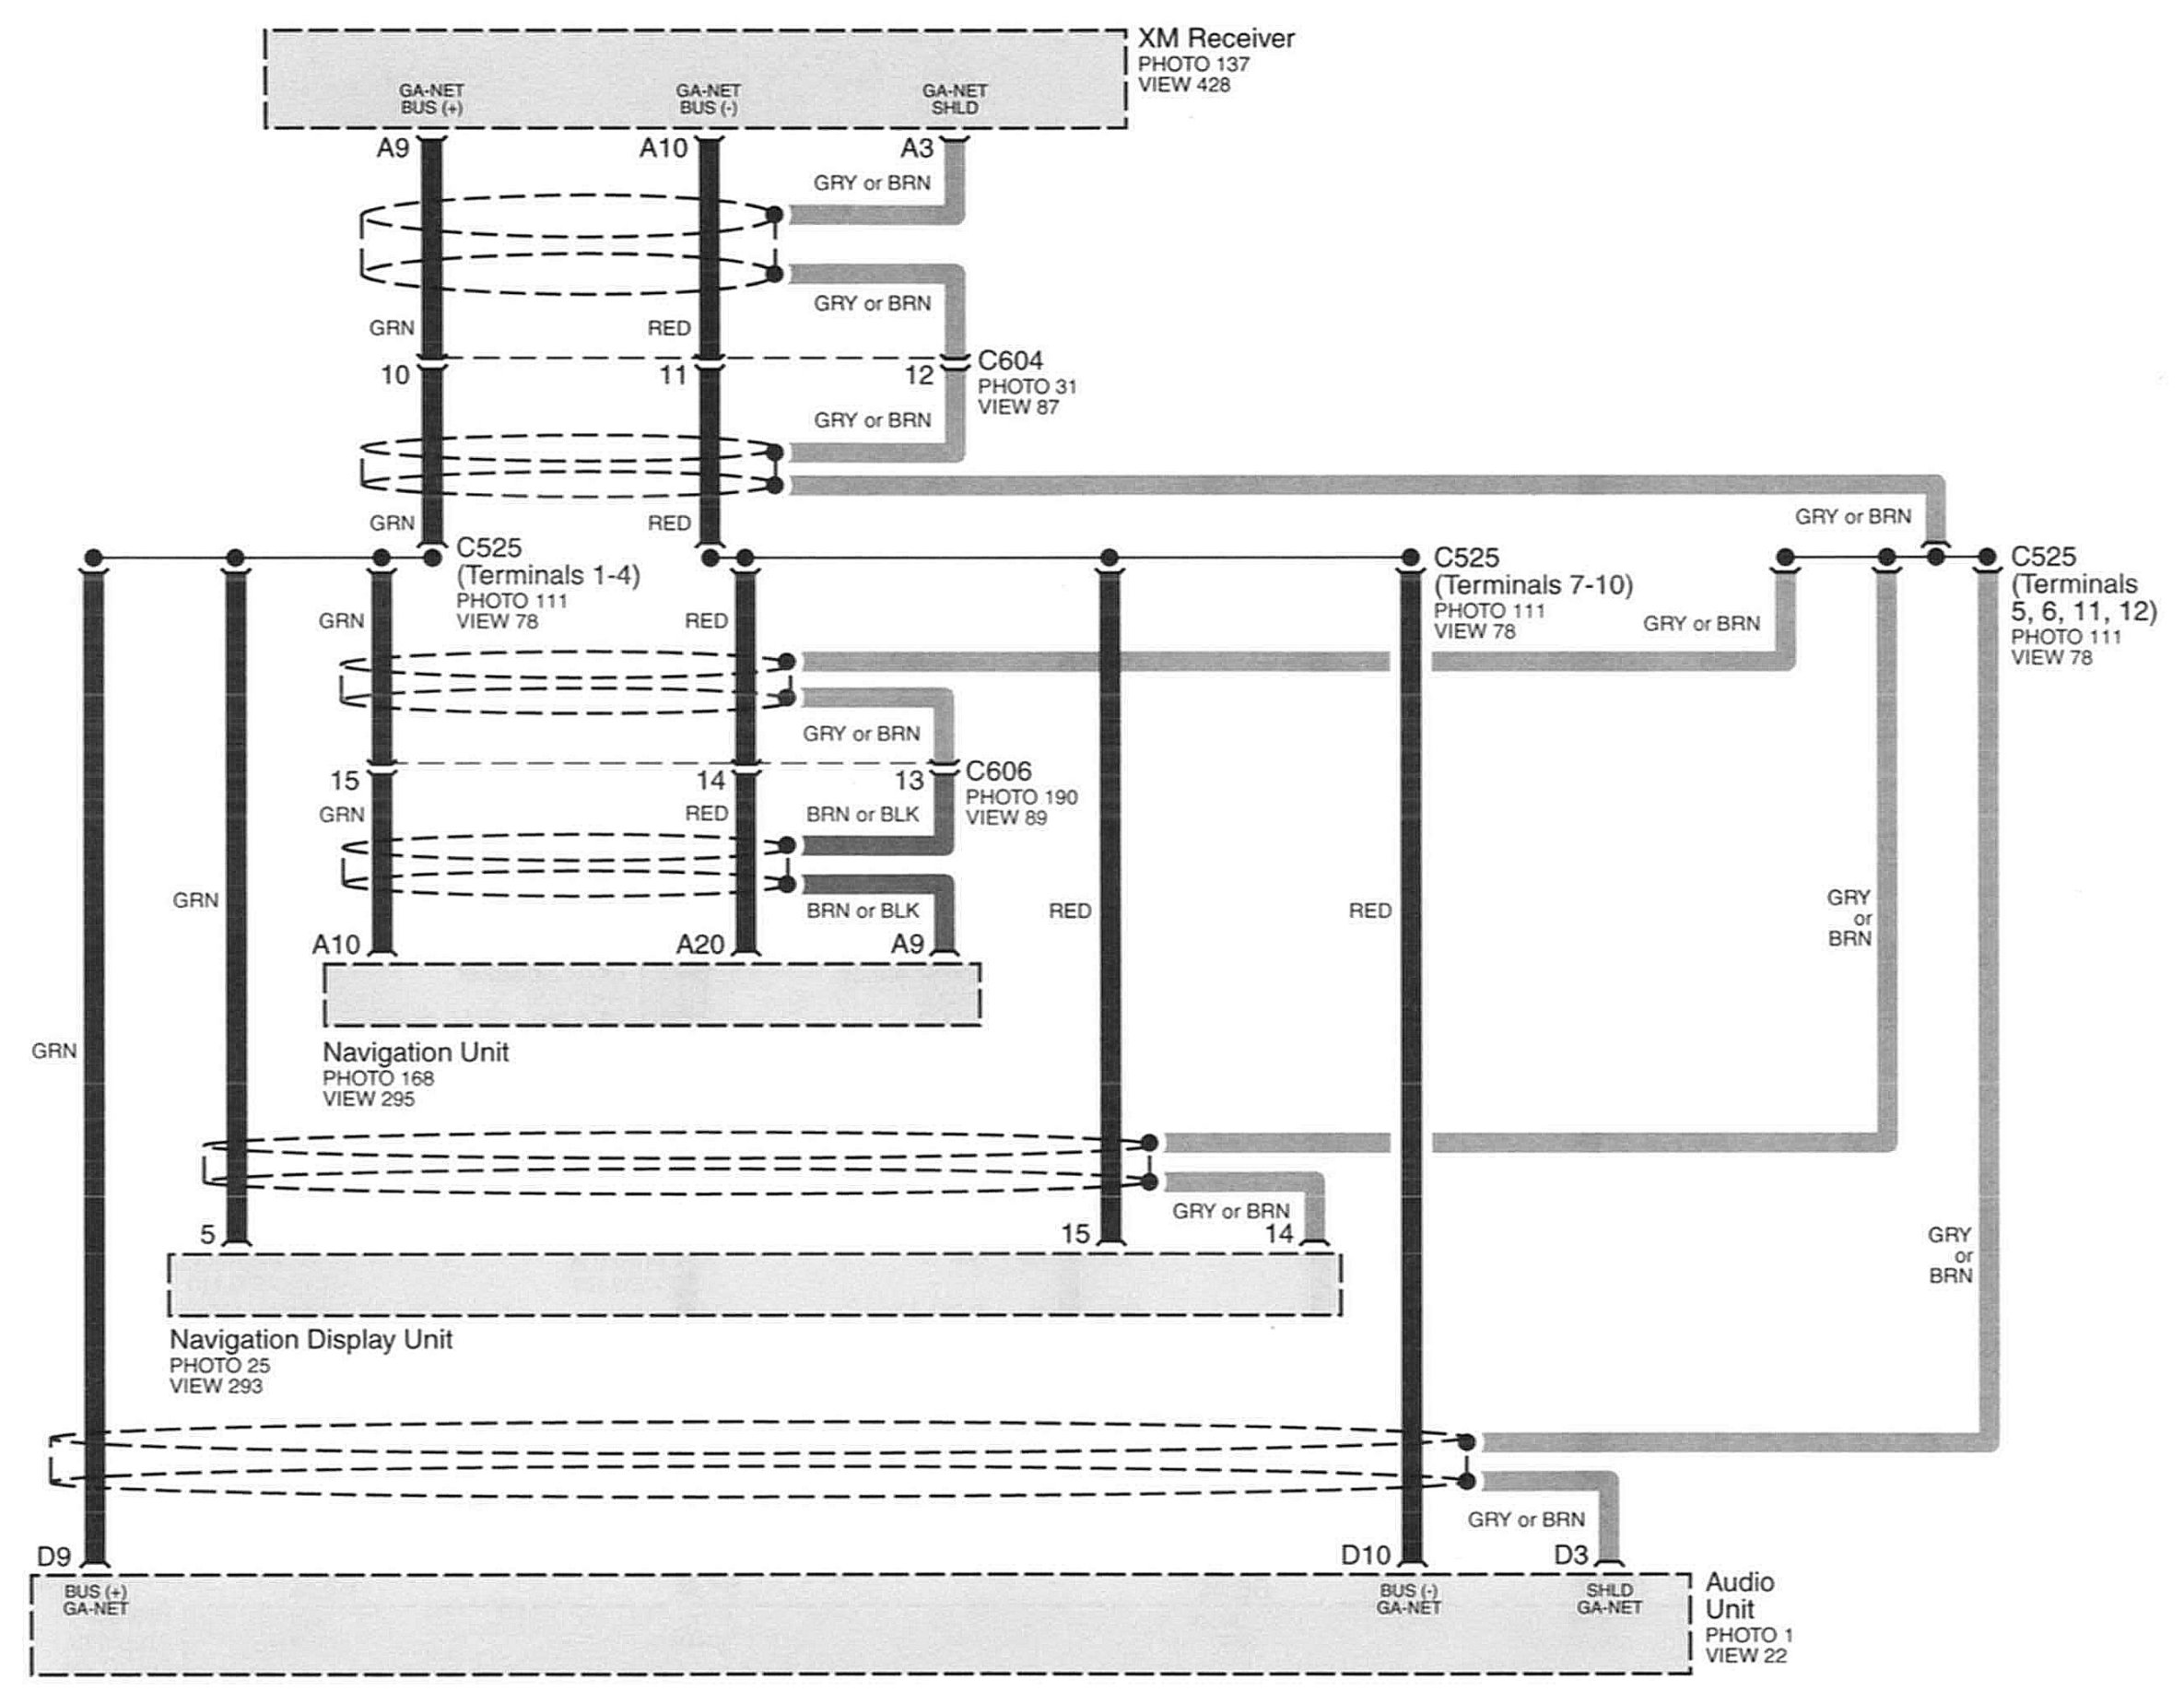 XM Receiver
PHOTO 137
VIEW 428
GA-NET
BUS (+)
GA-NET
BUS (-)
GA-NET
SHLD
A9
A10
A3
GRY or BRN
GRY or BRN
GRN
RED
10
11
12
C604
PHOTO 31
VIEW 87
GRY or BRN
GRN
RED
GRY or BRN
C525
(Terminals 1-4)
PHOTO 111
VIEW 78
C525
(Terminals 7-10)
PHOTO 111
VIEW 78
C525
(Terminals
5, 6, 11, 12)
PHOTO 111
VIEW 78
GRN
RED
GRY or BRN
GRY or BRN
15
14
13
C606
PHOTO 190
VIEW 89
GRN
RED
BRN or BLK
GRN
BRN or BLK
RED
RED
GRY
or
BRN
A10
A20
A9
Navigation Unit
PHOTO 168
VIEW 295
GRN
GRY or BRN
5
15
14
GRY
or
BRN
Navigation Display Unit
PHOTO 25
VIEW 293
GRY or BRN
D9
D10
D3
BUS (+)
GA-NET
BUS (-)
GA-NET
SHLD
GA-NET
Audio
Unit
PHOTO 1
VIEW 22